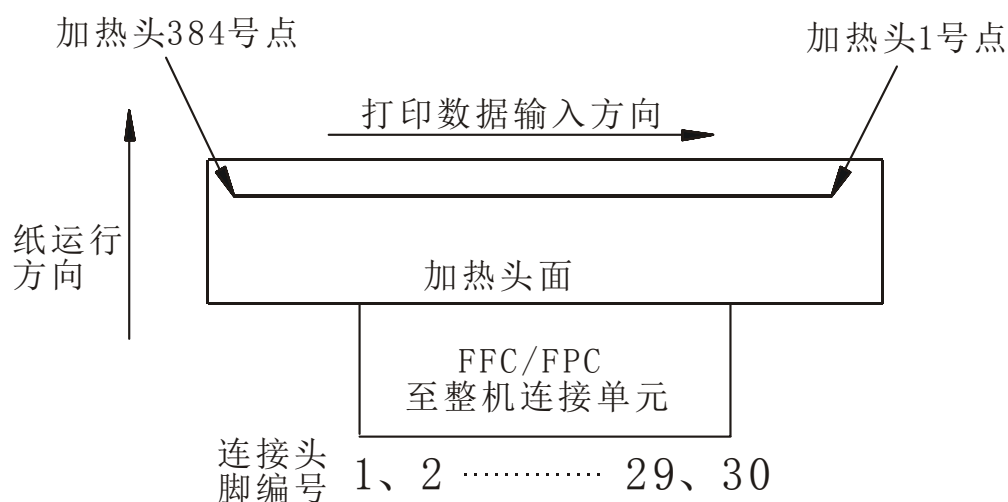 加热头384号点
加热头1号点
打印数据输入方向
纸运行
方向
加热头面
FFC/FPC
至整机连接单元
连接头
脚编号
1、2 ············ 29、30